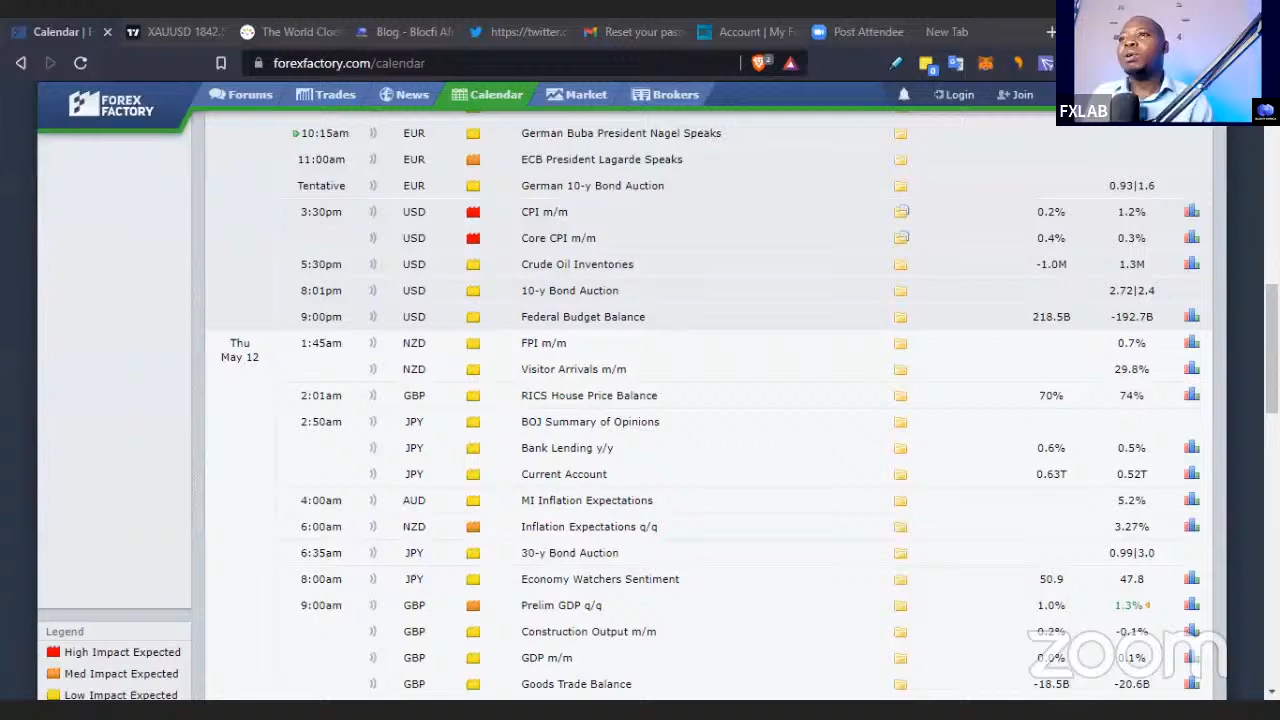 Calendar | F
XAUUSD 1842.
The World Cloc
Blog - Blocfi Afr
https://twitter.c
Reset your pas
Account | My F
Post Attendee
New Tab
forexfactory.com/calendar
FXLAB
FOREX FACTORY
Forums Trades News Calendar Market Brokers Login Join
10:15am EUR German Buba President Nagel Speaks
11:00am EUR ECB President Lagarde Speaks
Tentative EUR German 10-y Bond Auction 0.93|1.6
3:30pm USD CPI m/m 0.2% 1.2%
USD Core CPI m/m 0.4% 0.3%
5:30pm USD Crude Oil Inventories -1.0M 1.3M
8:01pm USD 10-y Bond Auction 2.72|2.4
9:00pm USD Federal Budget Balance 218.5B -192.7B
Thu May 12 1:45am NZD FPI m/m 0.7%
NZD Visitor Arrivals m/m 29.8%
2:01am GBP RICS House Price Balance 70% 74%
2:50am JPY BOJ Summary of Opinions
JPY Bank Lending y/y 0.6% 0.5%
JPY Current Account 0.63T 0.52T
4:00am AUD MI Inflation Expectations 5.2%
6:00am NZD Inflation Expectations q/q 3.27%
6:35am JPY 30-y Bond Auction 0.99|3.0
8:00am JPY Economy Watchers Sentiment 50.9 47.8
9:00am GBP Prelim GDP q/q 1.0% 1.3%
GBP Construction Output m/m 0.2% -0.1%
GBP GDP m/m 0.0% 0.1%
GBP Goods Trade Balance -18.5B -20.6B
Legend
High Impact Expected
Med Impact Expected
Low Impact Expected
zoom